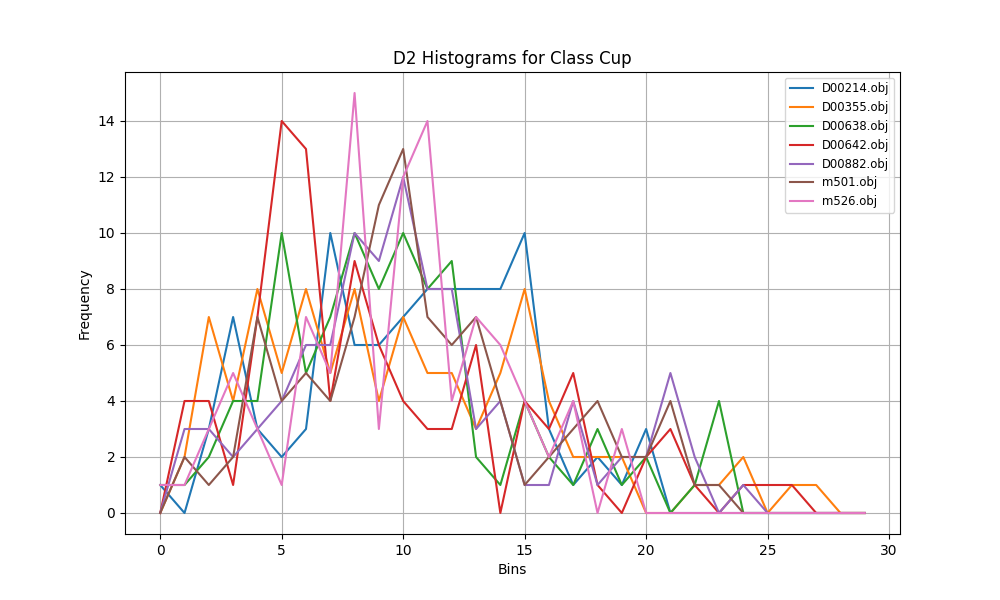 D2 Histograms for Class Cup
D00214.obj
D00355.obj
D00638.obj
D00642.obj
D00882.obj
m501.obj
m526.obj
Frequency
14
12
10
8
6
4
2
0
0 5 10 15 20 25 30
Bins